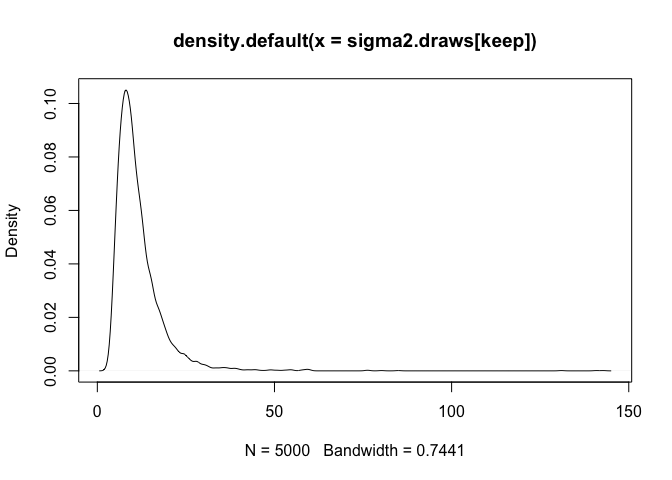 density.default(x = sigma2.draws[keep])
Density
0.10
0.08
0.06
0.04
0.02
0.00
0 50 100 150
N = 5000 Bandwidth = 0.7441